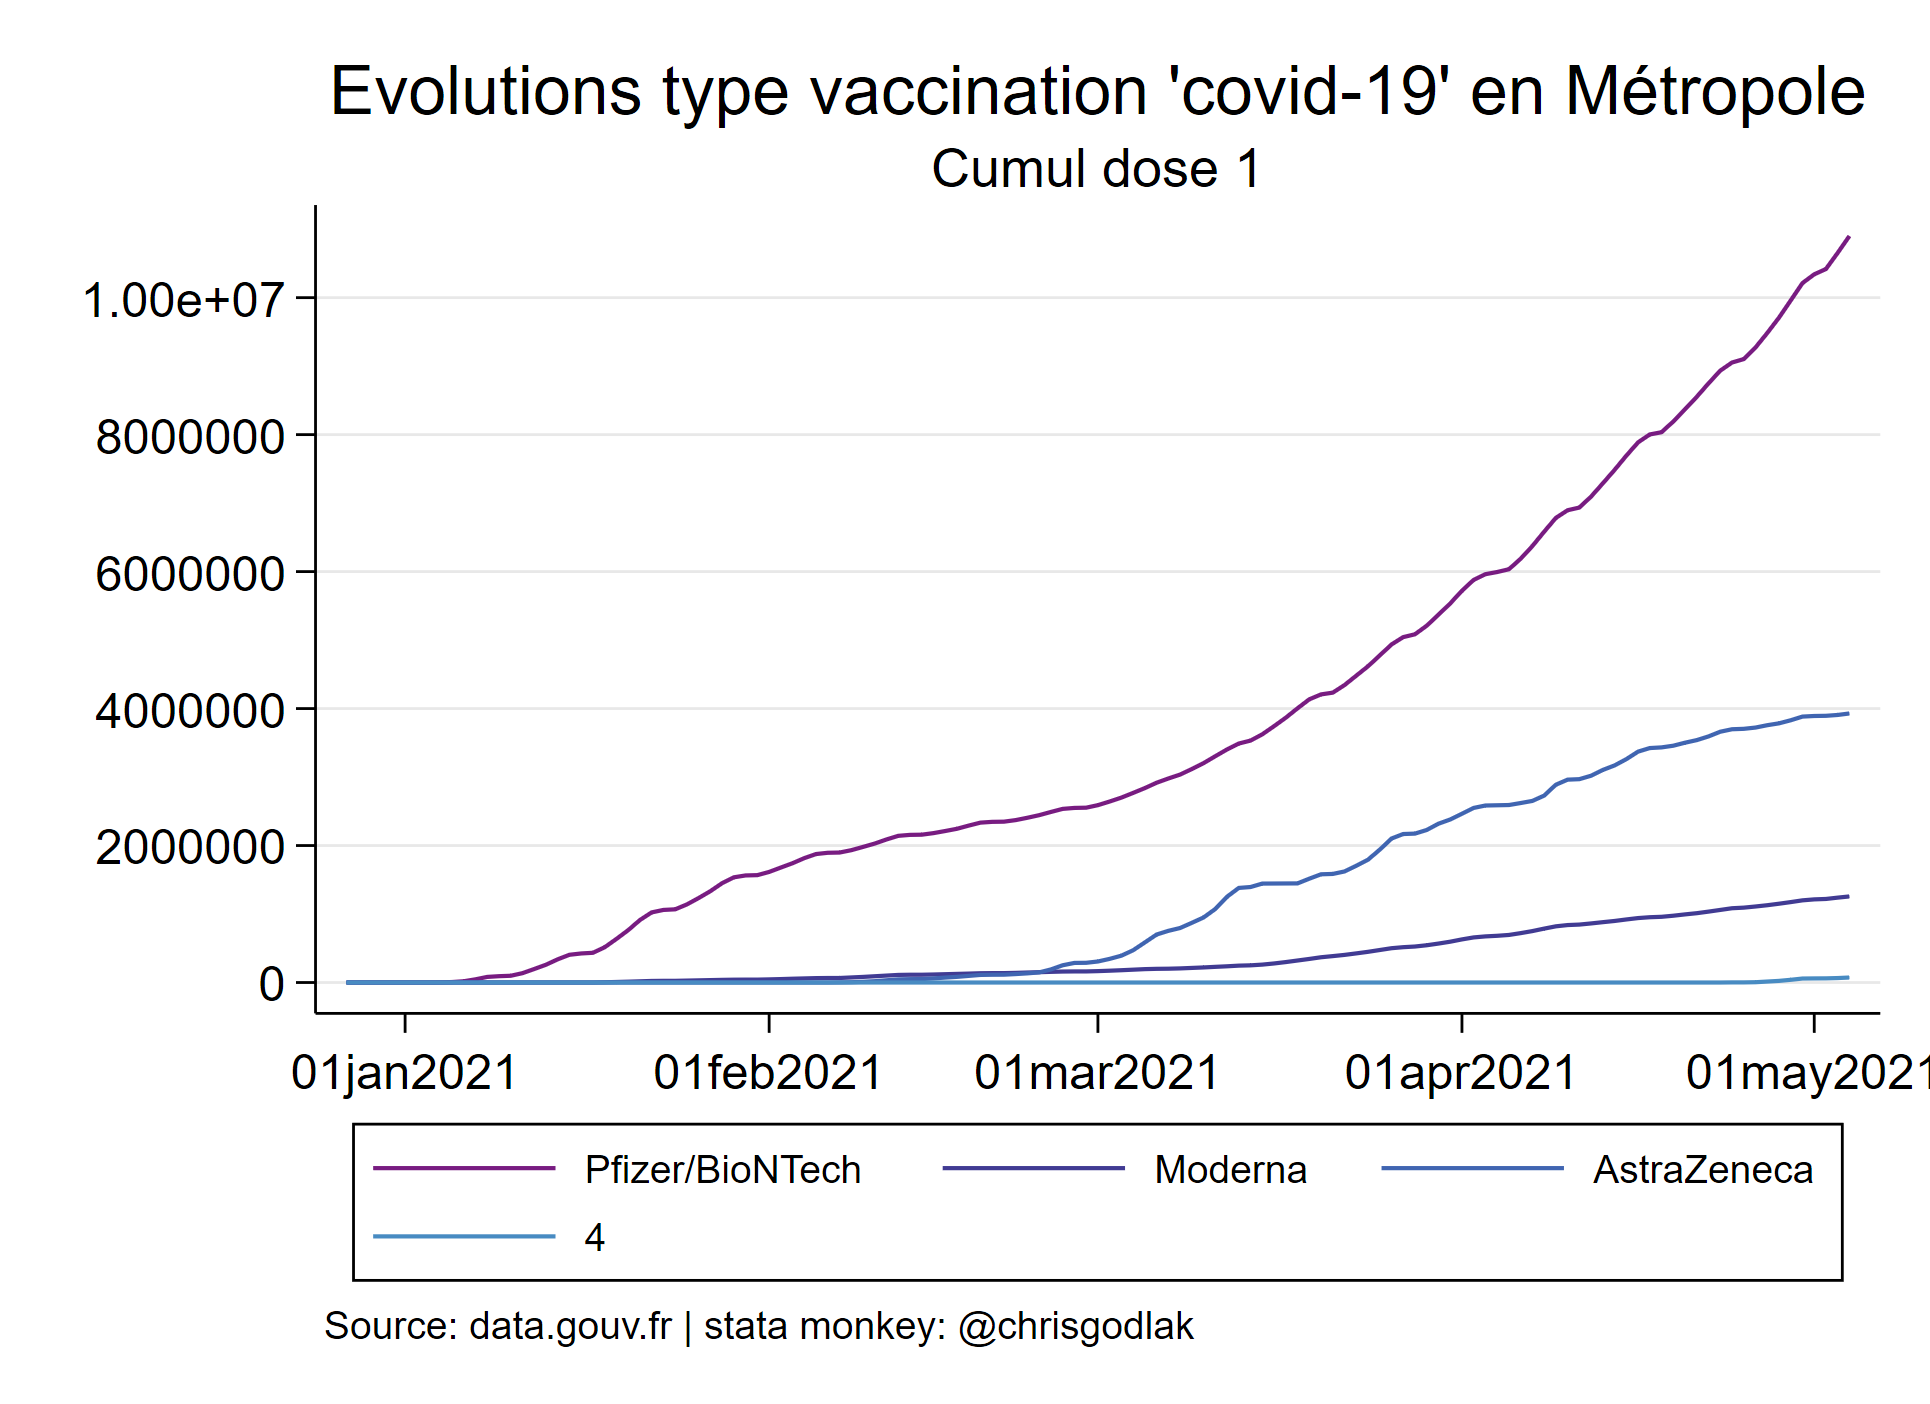 Evolutions type vaccination 'covid-19' en Métropole
Cumul dose 1
1.00e+07
8000000
6000000
4000000
2000000
0
01jan2021 01feb2021 01mar2021 01apr2021 01may2021
Pfizer/BioNTech Moderna AstraZeneca
4
Source: data.gouv.fr | stata monkey: @chrisgodlak